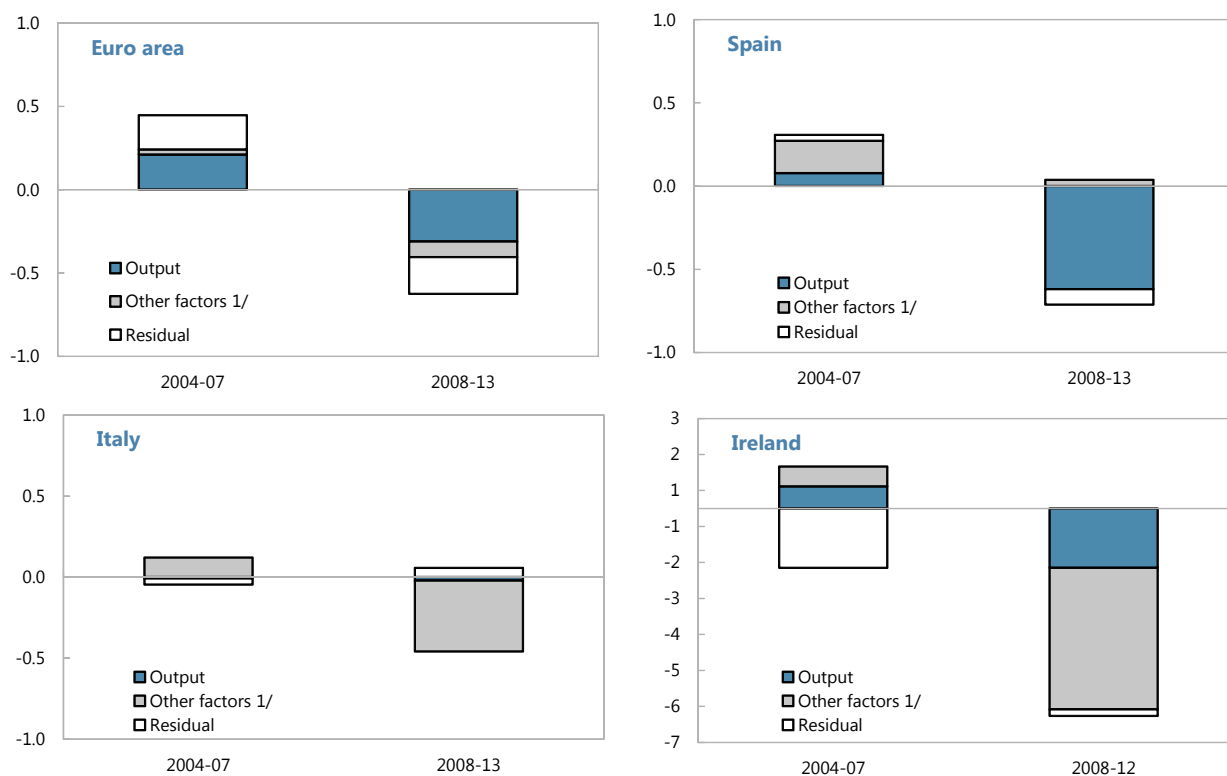 Euro area
1.0
0.5
0.0
-0.5
-1.0
Output
Other factors 1/
Residual
2004-07 2008-13
Spain
1.0
0.5
0.0
-0.5
-1.0
Output
Other factors 1/
Residual
2004-07 2008-13
Italy
1.0
0.5
0.0
-0.5
-1.0
Output
Other factors 1/
Residual
2004-07 2008-13
Ireland
3
2
1
-1
-2
-3
-4
-5
-6
-7
Output
Other factors 1/
Residual
2004-07 2008-12